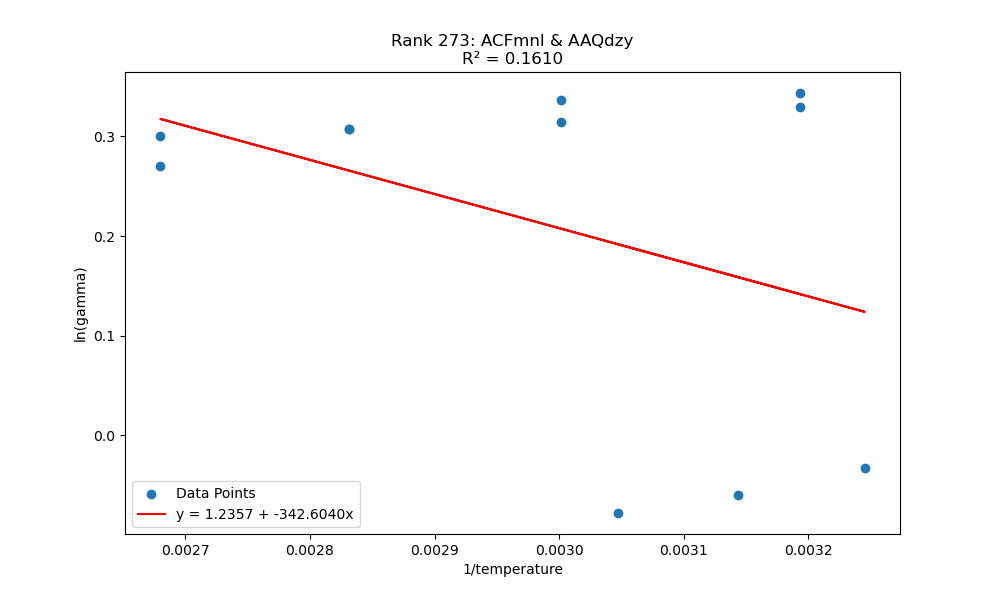 Rank 273: ACFmnl & AAQdzy
R² = 0.1610
ln(gamma)
0.3
0.2
0.1
0.0
Data Points
y = 1.2357 + -342.6040x
0.0027 0.0028 0.0029 0.0030 0.0031 0.0032
1/temperature